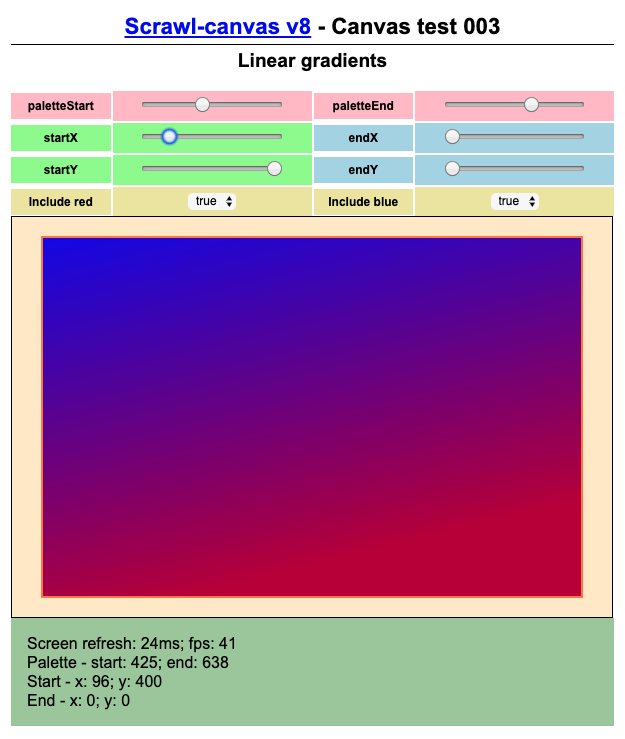 Scrawl-canvas v8 - Canvas test 003
Linear gradients
paletteStart paletteEnd
startX endX
startY endY
Include red true Include blue true
Screen refresh: 24ms; fps: 41
Palette - start: 425; end: 638
Start - x: 96; y: 400
End - x: 0; y: 0